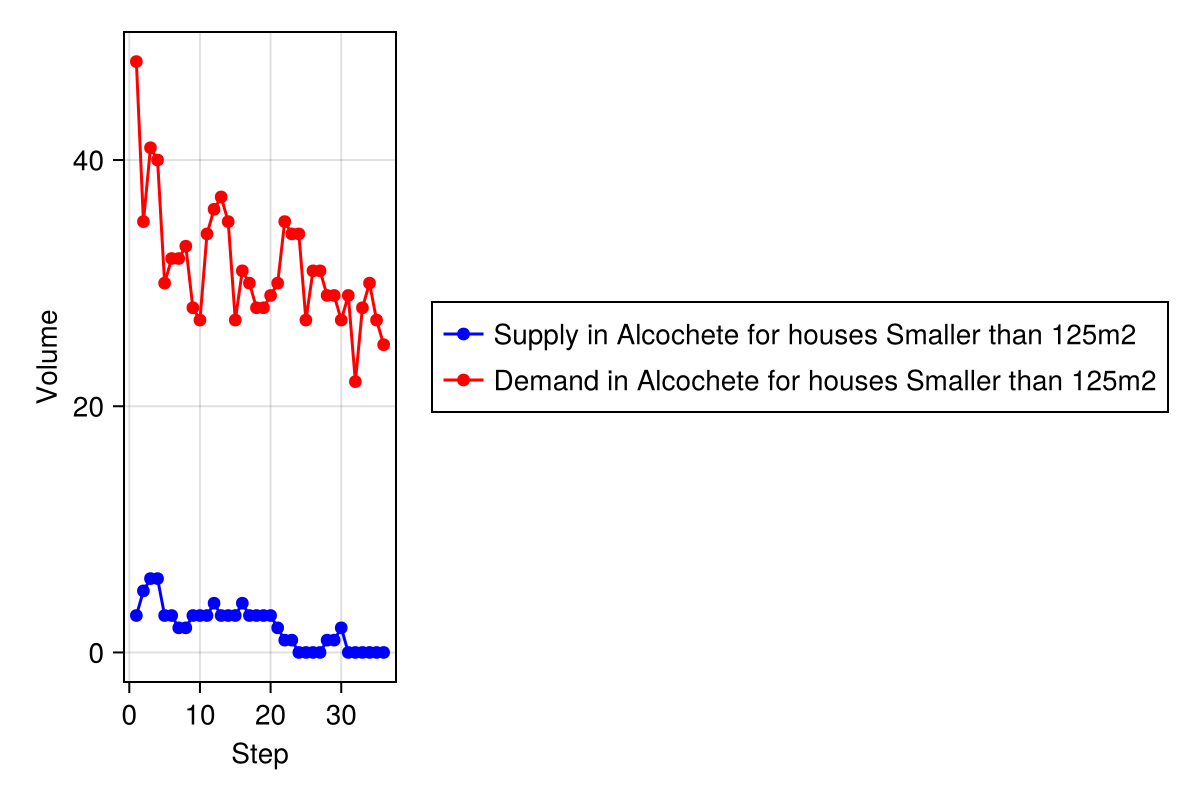 Volume
40
20
0
0 10 20 30
Step
Supply in Alcochete for houses Smaller than 125m2
Demand in Alcochete for houses Smaller than 125m2